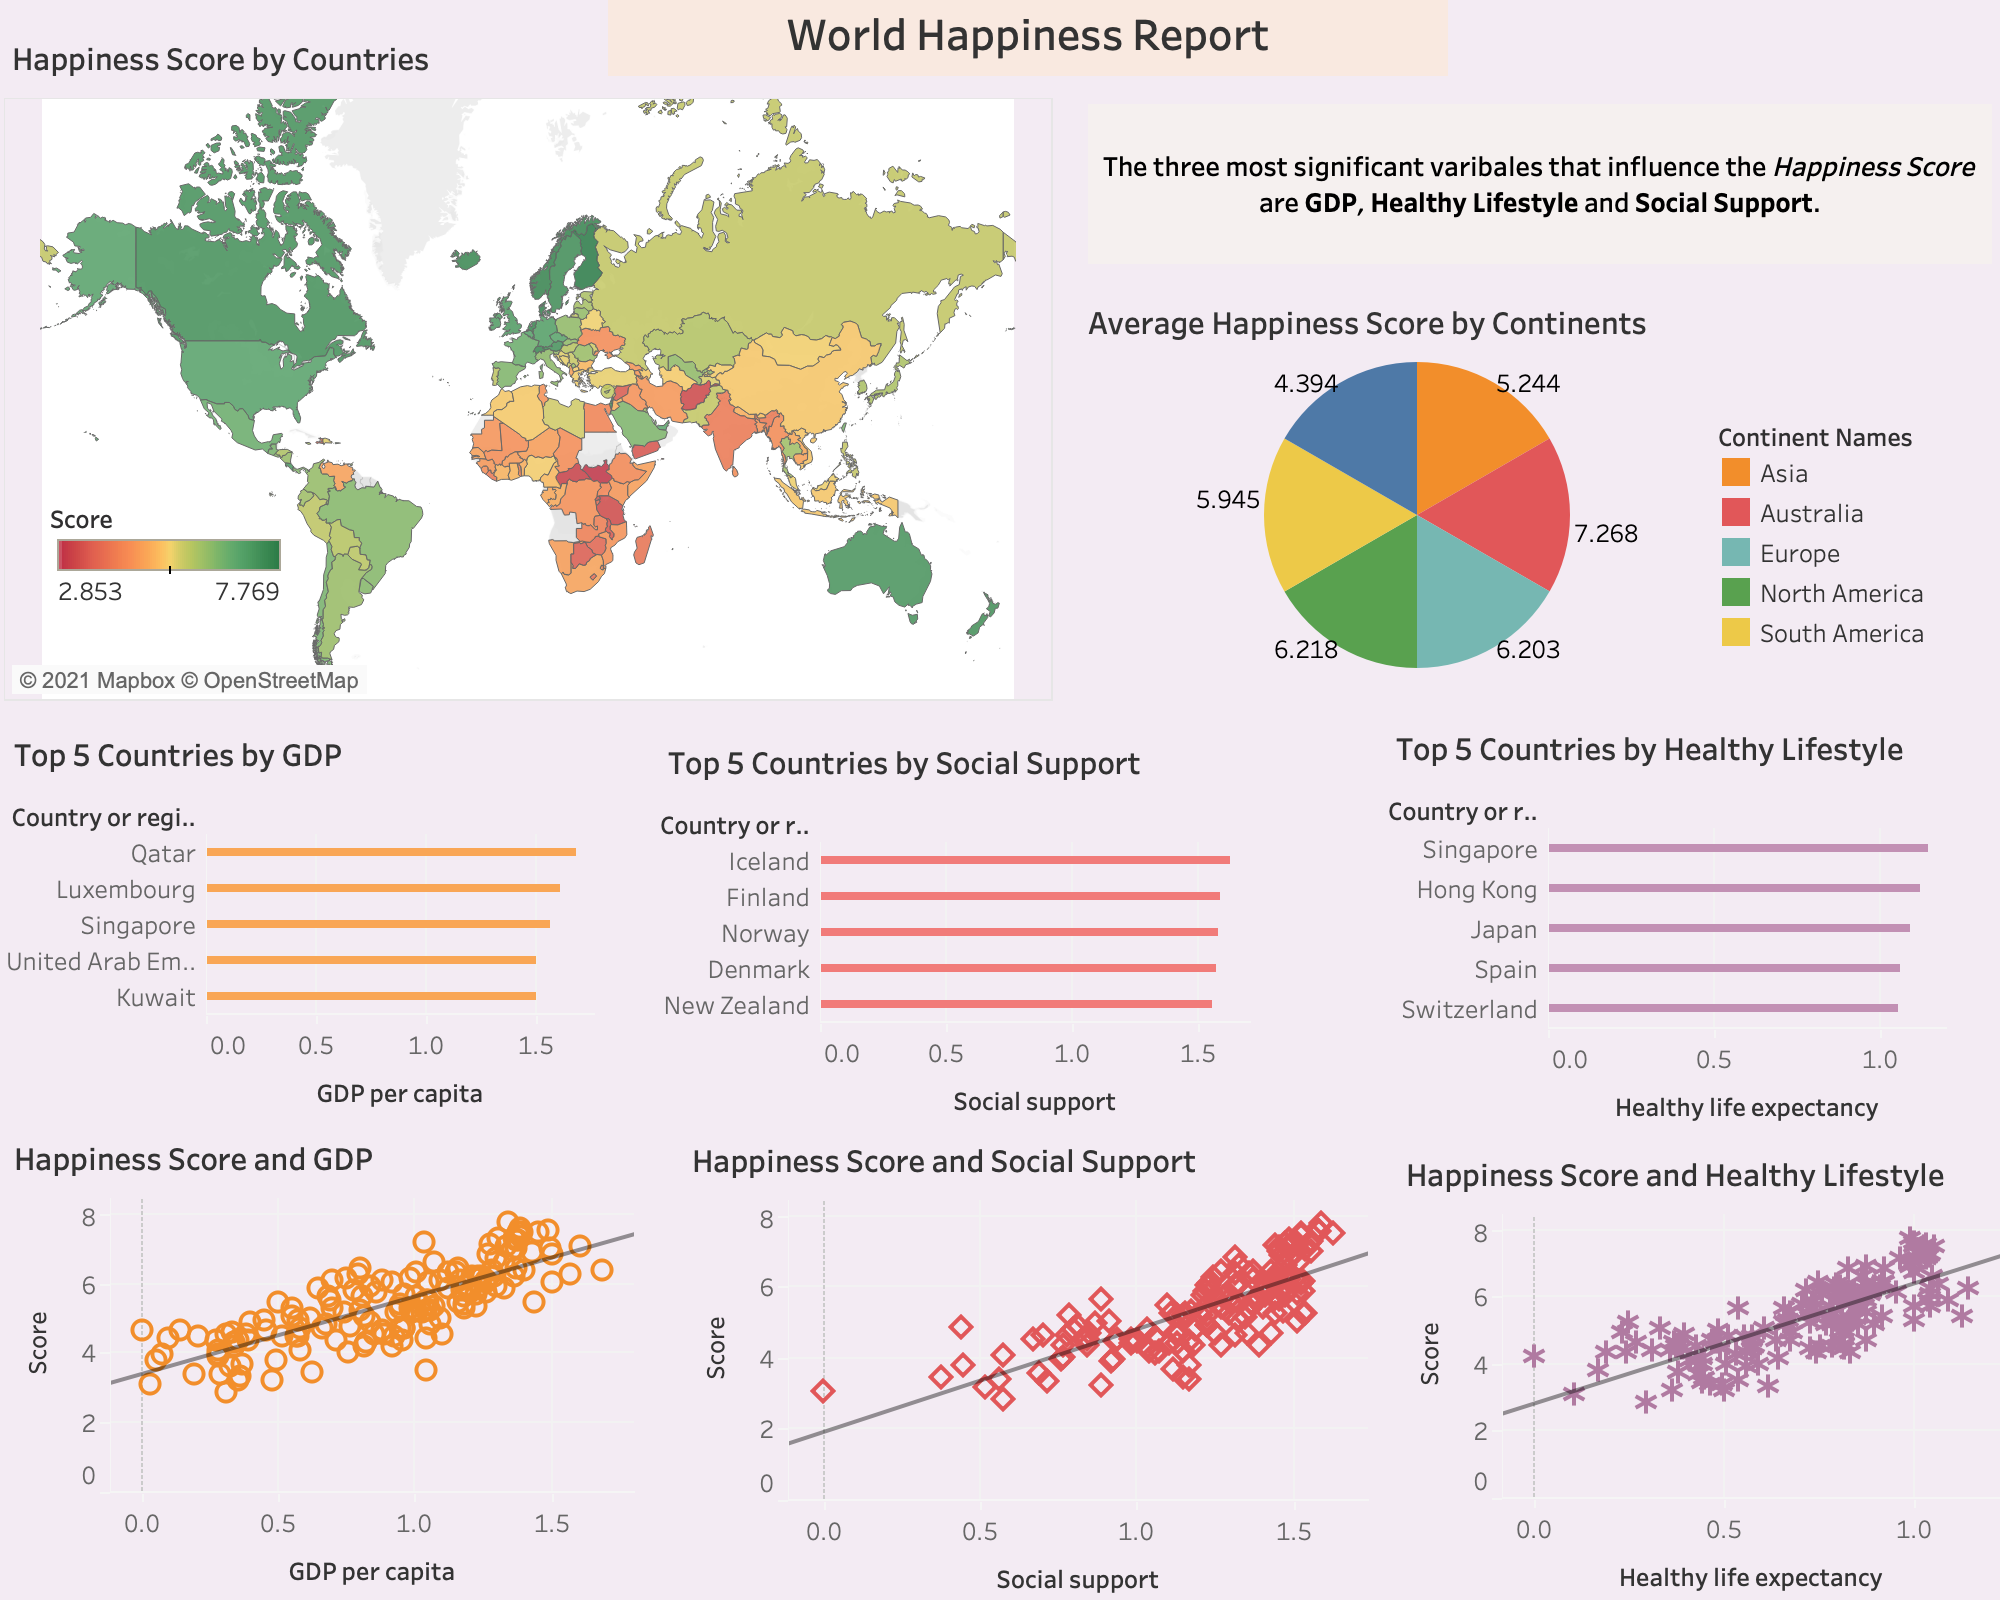 World Happiness Report
Happiness Score by Countries
Score
2.853 7.769
© 2021 Mapbox © OpenStreetMap
The three most significant varibales that influence the Happiness Score
are GDP, Healthy Lifestyle and Social Support.
Average Happiness Score by Continents
4.394
5.244
5.945
7.268
6.218
6.203
Continent Names
Asia
Australia
Europe
North America
South America
Top 5 Countries by GDP
Country or regi..
Qatar
Luxembourg
Singapore
United Arab Em..
Kuwait
0.0 0.5 1.0 1.5
GDP per capita
Top 5 Countries by Social Support
Country or r..
Iceland
Finland
Norway
Denmark
New Zealand
0.0 0.5 1.0 1.5
Social support
Top 5 Countries by Healthy Lifestyle
Country or r..
Singapore
Hong Kong
Japan
Spain
Switzerland
0.0 0.5 1.0
Healthy life expectancy
Happiness Score and GDP
Score
8
6
4
2
0
0.0 0.5 1.0 1.5
GDP per capita
Happiness Score and Social Support
Score
8
6
4
2
0
0.0 0.5 1.0 1.5
Social support
Happiness Score and Healthy Lifestyle
Score
8
6
4
2
0
0.0 0.5 1.0
Healthy life expectancy